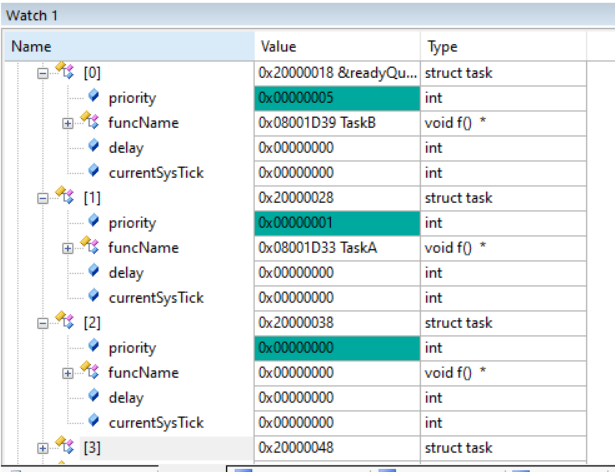 Watch 1
Name Value Type
[0] 0x20000018 &readyQu... struct task
priority 0x00000005 int
funcName 0x08001D39 TaskB void f() *
delay 0x00000000 int
currentSysTick 0x00000000 int
[1] 0x20000028 struct task
priority 0x00000001 int
funcName 0x08001D33 TaskA void f() *
delay 0x00000000 int
currentSysTick 0x00000000 int
[2] 0x20000038 struct task
priority 0x00000000 int
funcName 0x00000000 void f() *
delay 0x00000000 int
currentSysTick 0x00000000 int
[3] 0x20000048 struct task